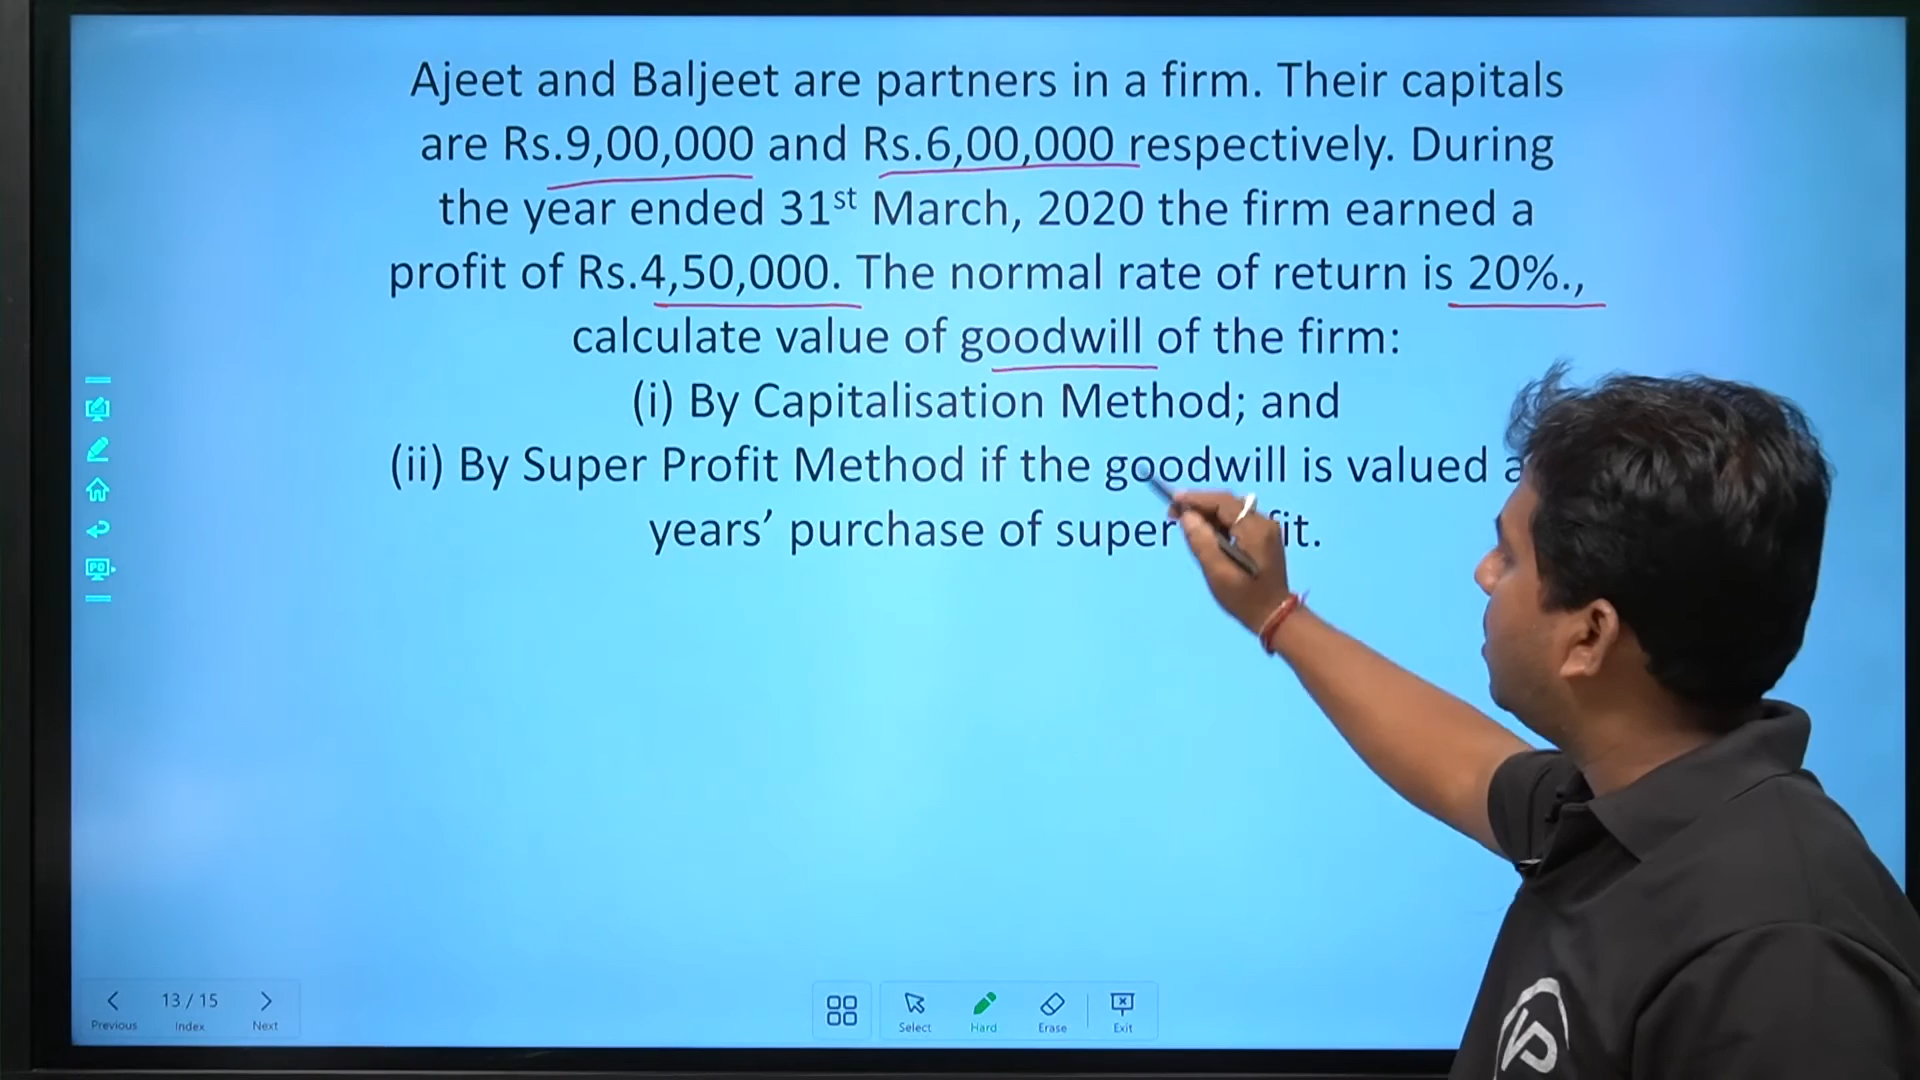 Ajeet and Baljeet are partners in a firm. Their capitals
are Rs.9,00,000 and Rs.6,00,000 respectively. During
the year ended 31st March, 2020 the firm earned a
profit of Rs.4,50,000. The normal rate of return is 20%.,
calculate value of goodwill of the firm:
(i) By Capitalisation Method; and
(ii) By Super Profit Method if the goodwill is valued
years’ purchase of super
13 / 15
Previous Index Next
Select Hard Erase Exit